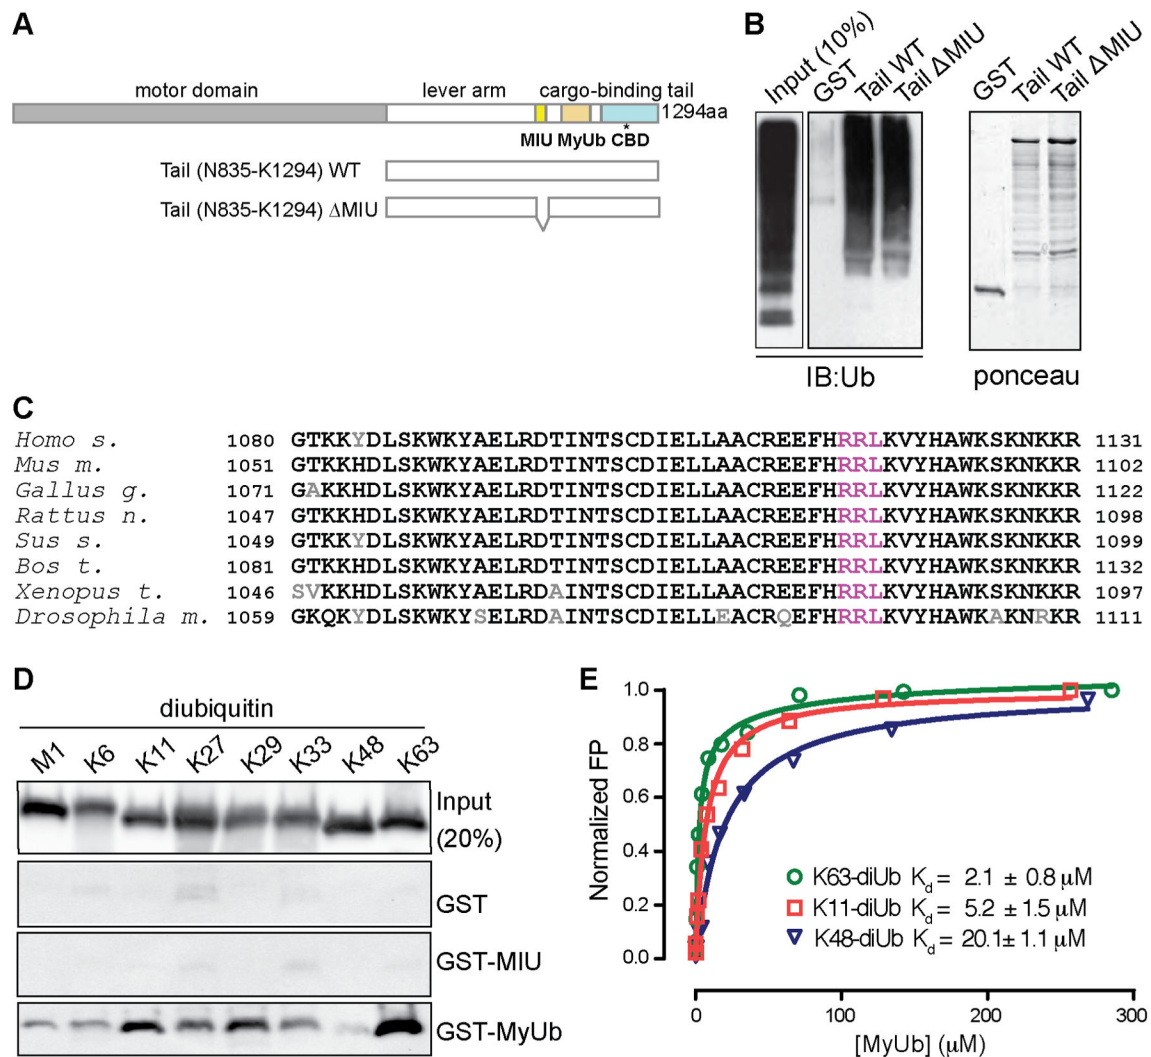 A
motor domain
lever arm
cargo-binding tail
1294aa
*
MIU MyUb CBD
Tail (N835-K1294) WT
Tail (N835-K1294) ΔMIU
B
Input (10%)
GST
Tail WT
Tail ΔMIU
GST
Tail WT
Tail ΔMIU
IB:Ub
ponceau
C
Homo s. 1080 GTKKYDLSKWKYAELRDTINTSCDIELLAACREEFHRRLKVYHAWKSKNKKR 1131
Mus m. 1051 GTKKHDLSKWKYAELRDTINTSCDIELLAACREEFHRRLKVYHAWKSKNKKR 1102
Gallus g. 1071 GAKKHDLSKWKYAELRDTINTSCDIELLAACREEFHRRLKVYHAWKSKNKKR 1122
Rattus n. 1047 GTKKHDLSKWKYAELRDTINTSCDIELLAACREEFHRRLKVYHAWKSKNKKR 1098
Sus s. 1049 GTKKYDLSKWKYAELRDTINTSCDIELLAACREEFHRRLKVYHAWKSKNKKR 1099
Bos t. 1081 GTKKHDLSKWKYAELRDTINTSCDIELLAACREEFHRRLKVYHAWKSKNKKR 1132
Xenopus t. 1046 SVKKHDLSKWKYAELRDAINTSCDIELLAACREEFHRRLKVYHAWKSKNKKR 1097
Drosophila m. 1059 GKQKYDLSKWKYSELRDAINTSCDIELLEACRQEFHRRLKVYHAWKAKNRKR 1111
D
diubiquitin
M1 K6 K11 K27 K29 K33 K48 K63
Input
(20%)
GST
GST-MIU
GST-MyUb
E
Normalized FP
1.0
0.8
0.6
0.4
0.2
0.0
K63-diUb Kd = 2.1 ± 0.8 μM
K11-diUb Kd = 5.2 ± 1.5 μM
K48-diUb Kd = 20.1± 1.1 μM
0 100 200 300
[MyUb] (μM)